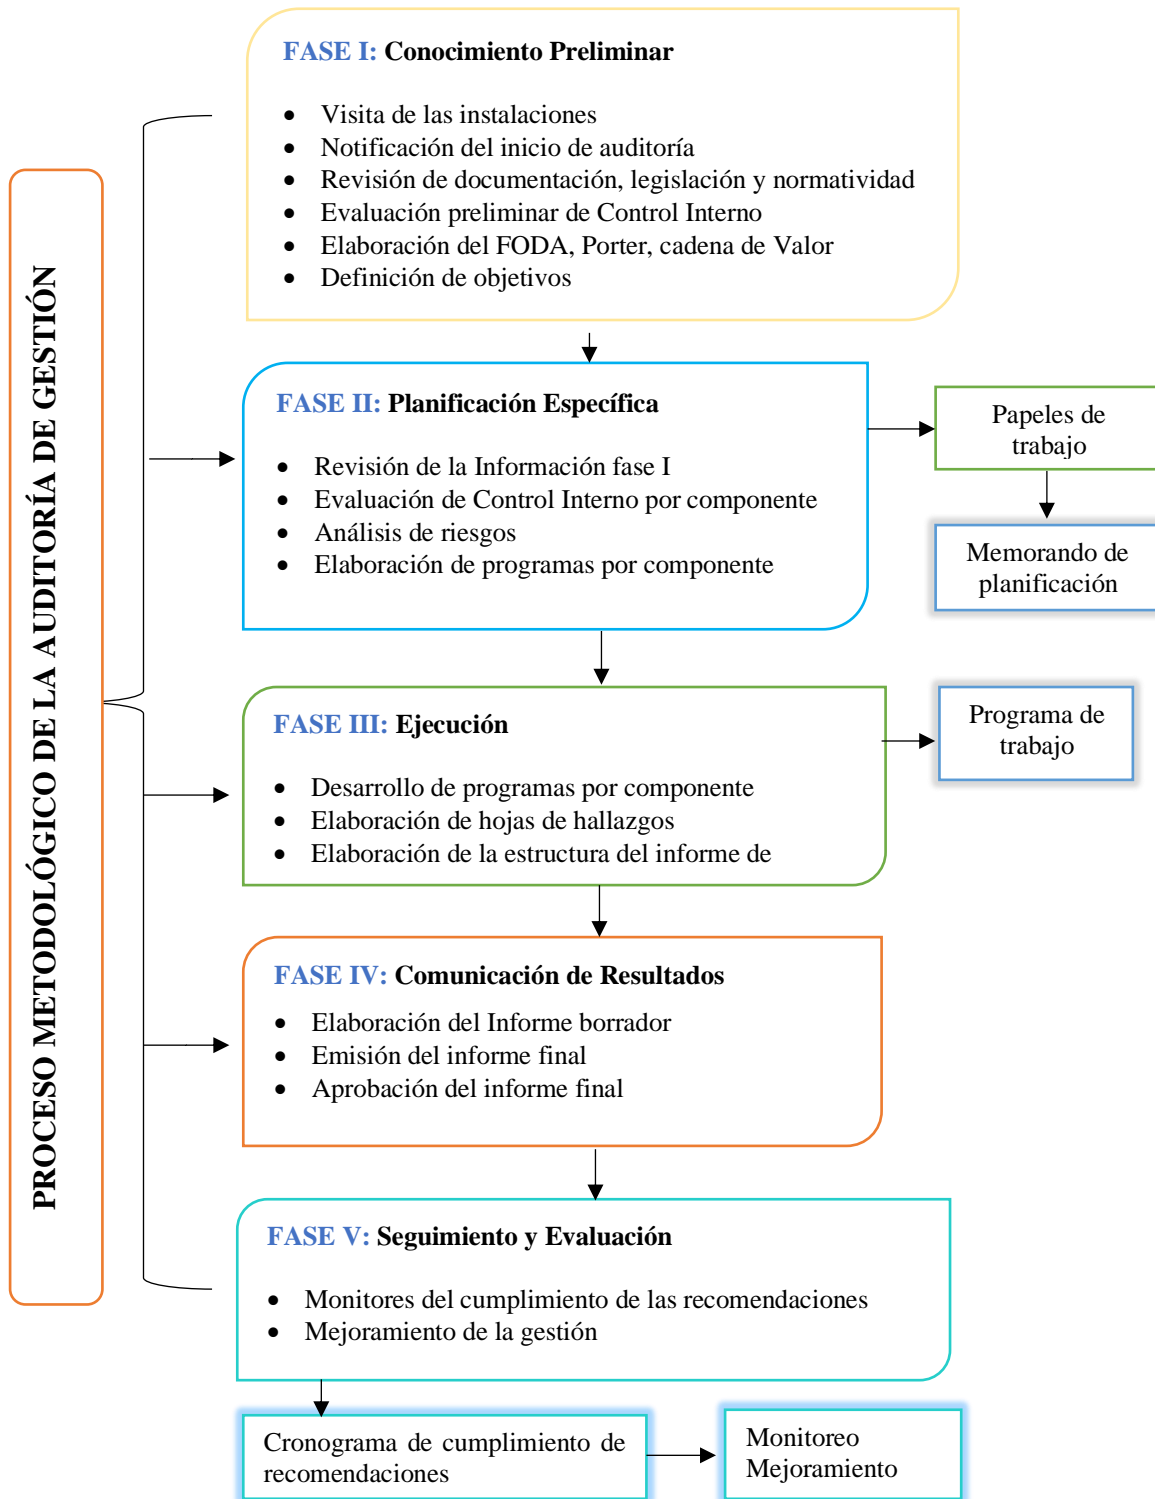 PROCESO METODOLÓGICO DE LA AUDITORÍA DE GESTIÓN
FASE I: Conocimiento Preliminar
• Visita de las instalaciones
• Notificación del inicio de auditoría
• Revisión de documentación, legislación y normatividad
• Evaluación preliminar de Control Interno
• Elaboración del FODA, Porter, cadena de Valor
• Definición de objetivos
FASE II: Planificación Específica
• Revisión de la Información fase I
• Evaluación de Control Interno por componente
• Análisis de riesgos
• Elaboración de programas por componente
Papeles de
trabajo
Memorando de
planificación
FASE III: Ejecución
• Desarrollo de programas por componente
• Elaboración de hojas de hallazgos
• Elaboración de la estructura del informe de
Programa de
trabajo
FASE IV: Comunicación de Resultados
• Elaboración del Informe borrador
• Emisión del informe final
• Aprobación del informe final
FASE V: Seguimiento y Evaluación
• Monitores del cumplimiento de las recomendaciones
• Mejoramiento de la gestión
Cronograma de cumplimiento de
recomendaciones
Monitoreo
Mejoramiento